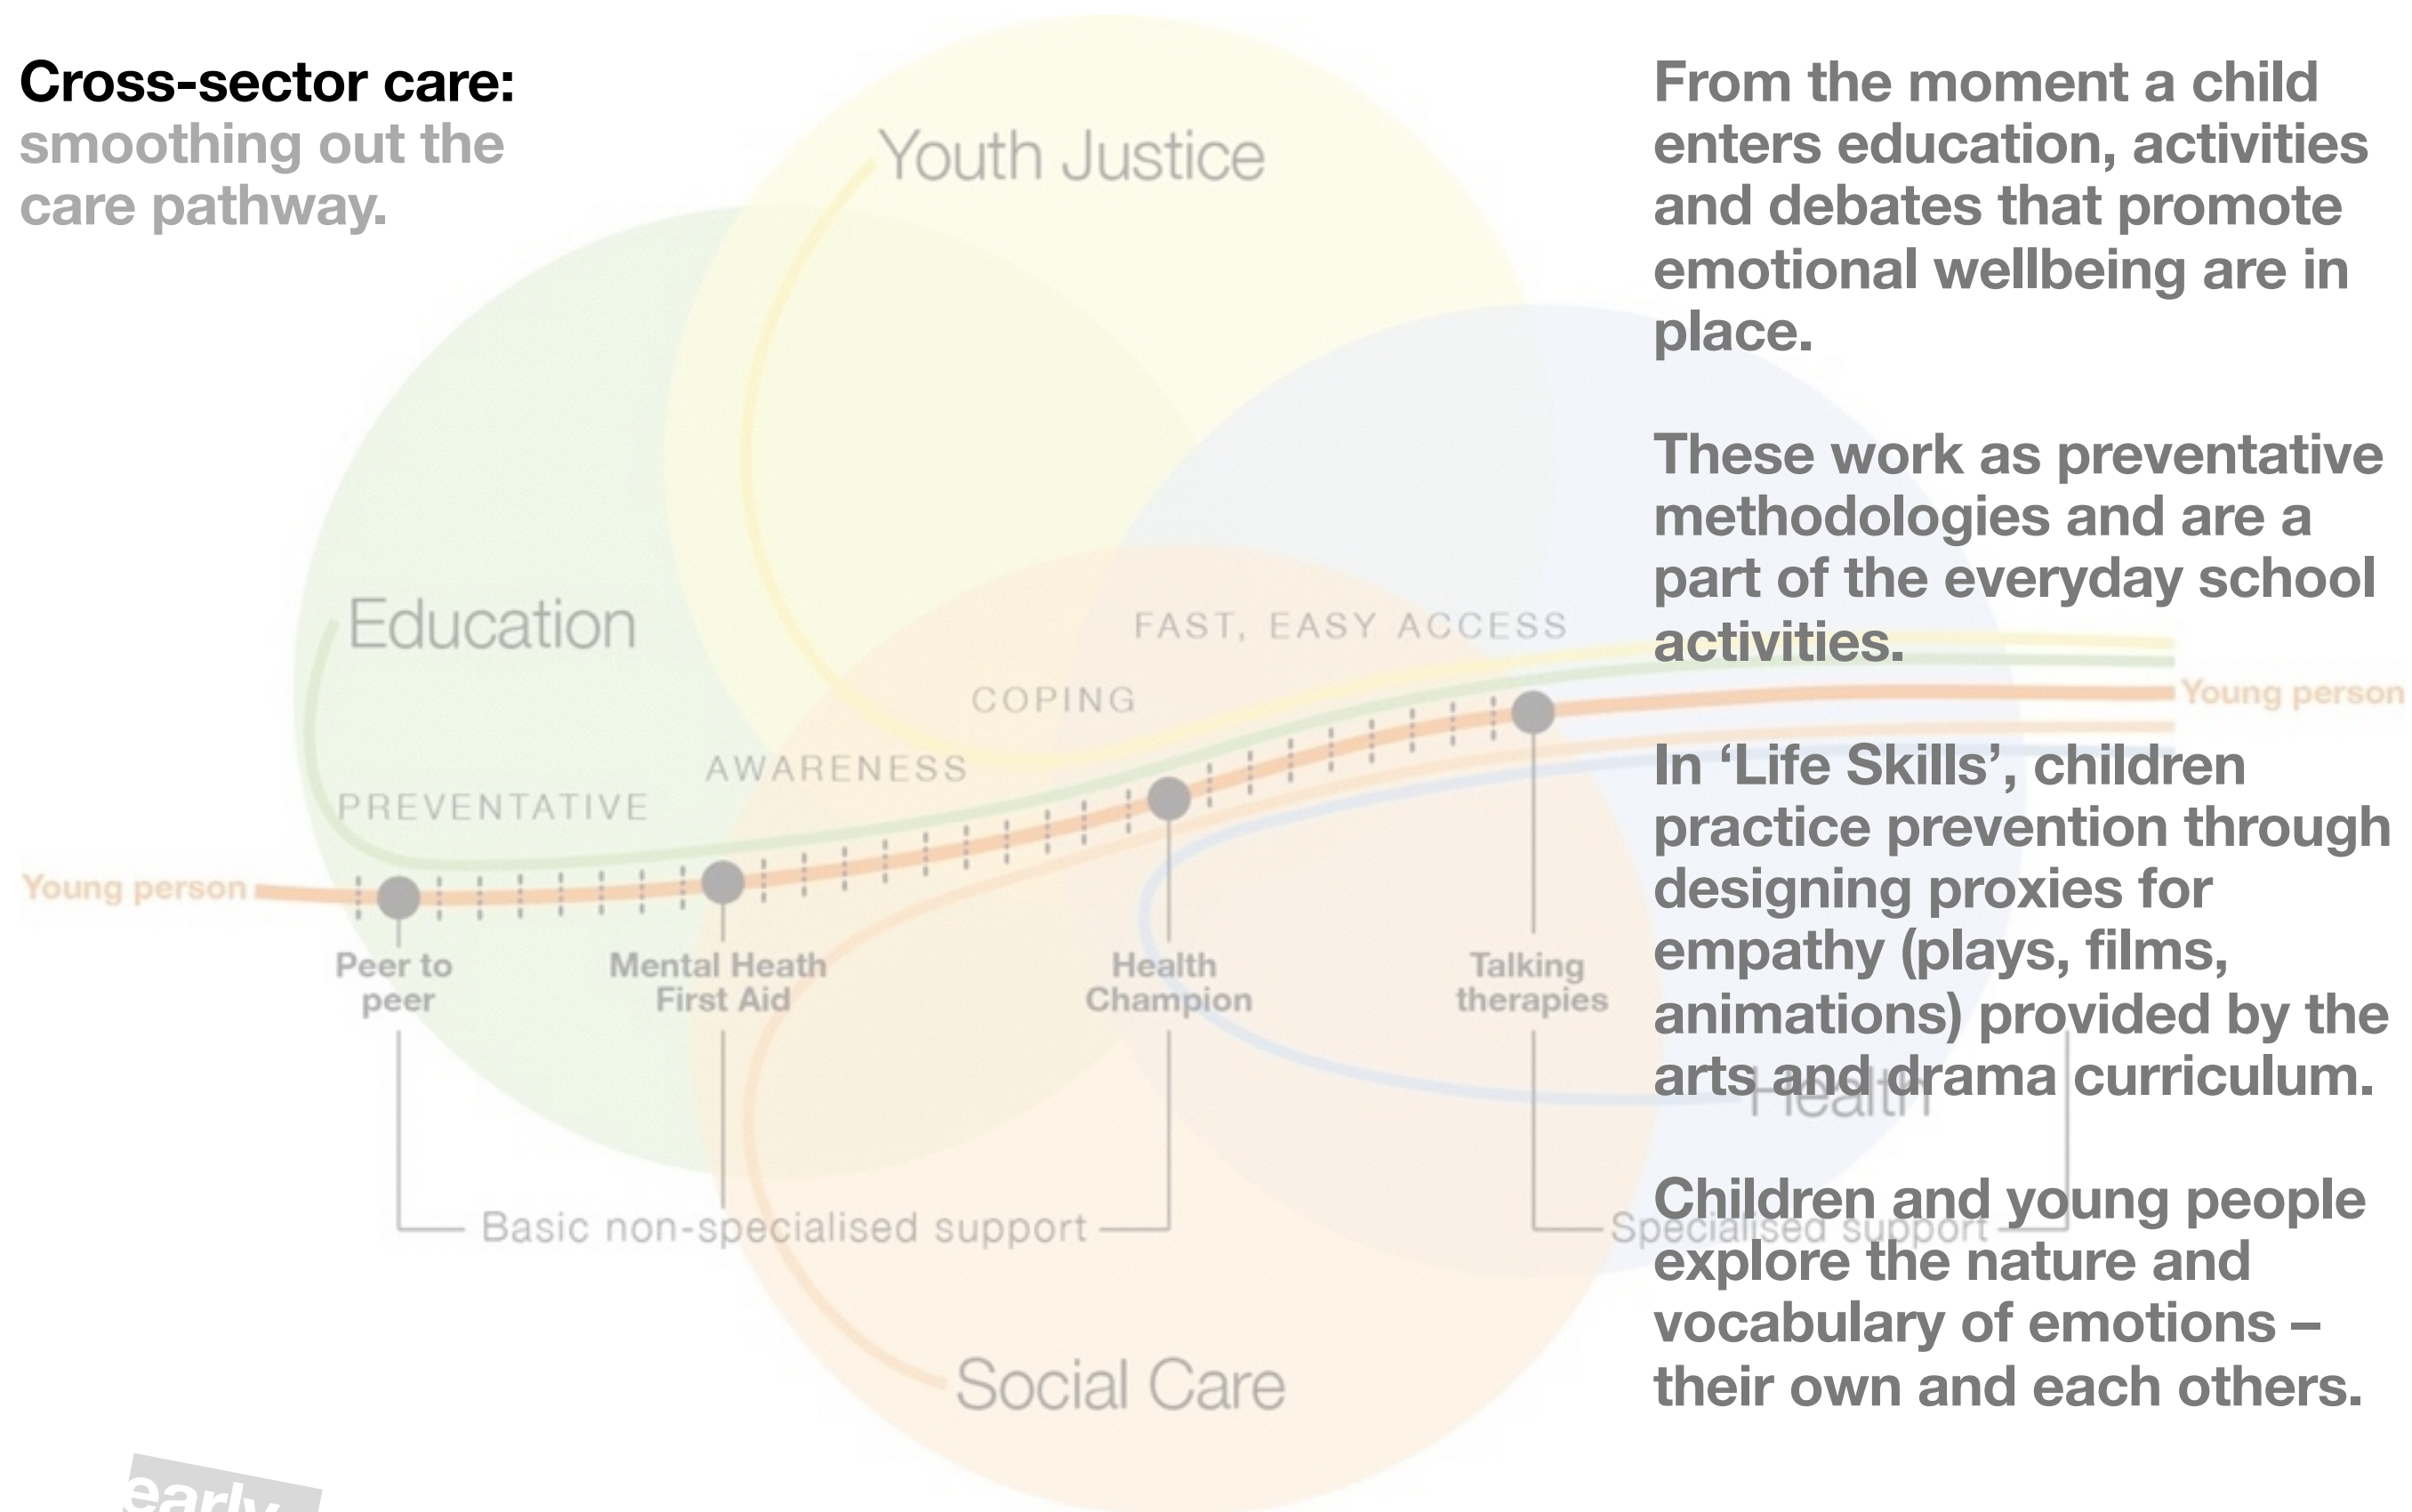 Cross-sector care:
smoothing out the
care pathway.
From the moment a child
enters education, activities
and debates that promote
emotional wellbeing are in
place.
These work as preventative
methodologies and are a
part of the everyday school
activities.
In ‘Life Skills’, children
practice prevention through
designing proxies for
empathy (plays, films,
animations) provided by the
arts and drama curriculum.
Children and young people
explore the nature and
vocabulary of emotions –
their own and each others.
Youth Justice
Education
FAST, EASY ACCESS
COPING
AWARENESS
PREVENTATIVE
Young person
Young person
Peer to
peer
Mental Heath
First Aid
Health
Champion
Talking
therapies
Health
Basic non-specialised support
Specialised support
Social Care
early